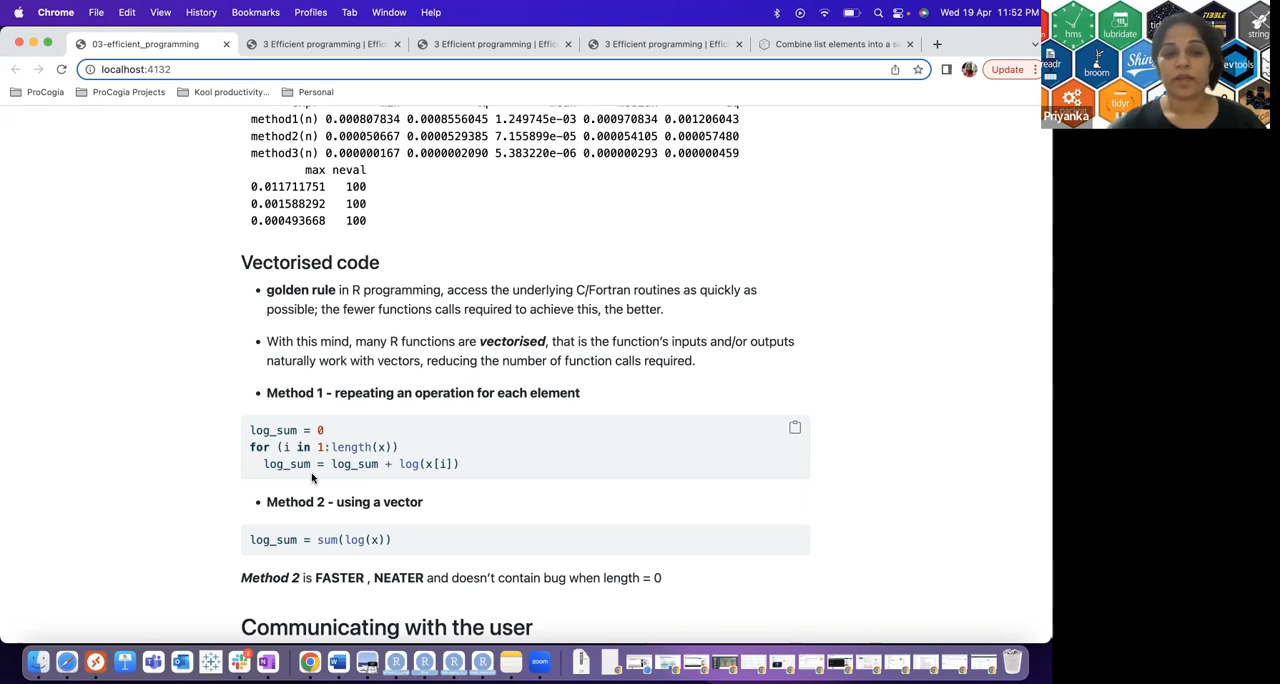 Chrome File Edit View History Bookmarks Profiles Tab Window Help Wed 19 Apr 11:52 PM
03-efficient_programming 3 Efficient programming | Effic 3 Efficient programming | Effic 3 Efficient programming | Effic Combine list elements into a s
localhost:4132 Update
ProCogia ProCogia Projects Kool productivity... Personal
method1(n) 0.000807834 0.0008556045 1.249745e-03 0.000970834 0.001206043
method2(n) 0.000050667 0.0000529385 7.155899e-05 0.000054105 0.000057480
method3(n) 0.000000167 0.0000002090 5.383220e-06 0.000000293 0.000000459
max neval
0.011711751 100
0.001588292 100
0.000493668 100
Vectorised code
• golden rule in R programming, access the underlying C/Fortran routines as quickly as
possible; the fewer functions calls required to achieve this, the better.
• With this mind, many R functions are vectorised, that is the function's inputs and/or outputs
naturally work with vectors, reducing the number of function calls required.
• Method 1 - repeating an operation for each element
log_sum = 0
for (i in 1:length(x))
log_sum = log_sum + log(x[i])
• Method 2 - using a vector
log_sum = sum(log(x))
Method 2 is FASTER , NEATER and doesn't contain bug when length = 0
Communicating with the user
hms
lubridate
readr
broom
Shiny
devtools
tidyr
Priyanka
zoom